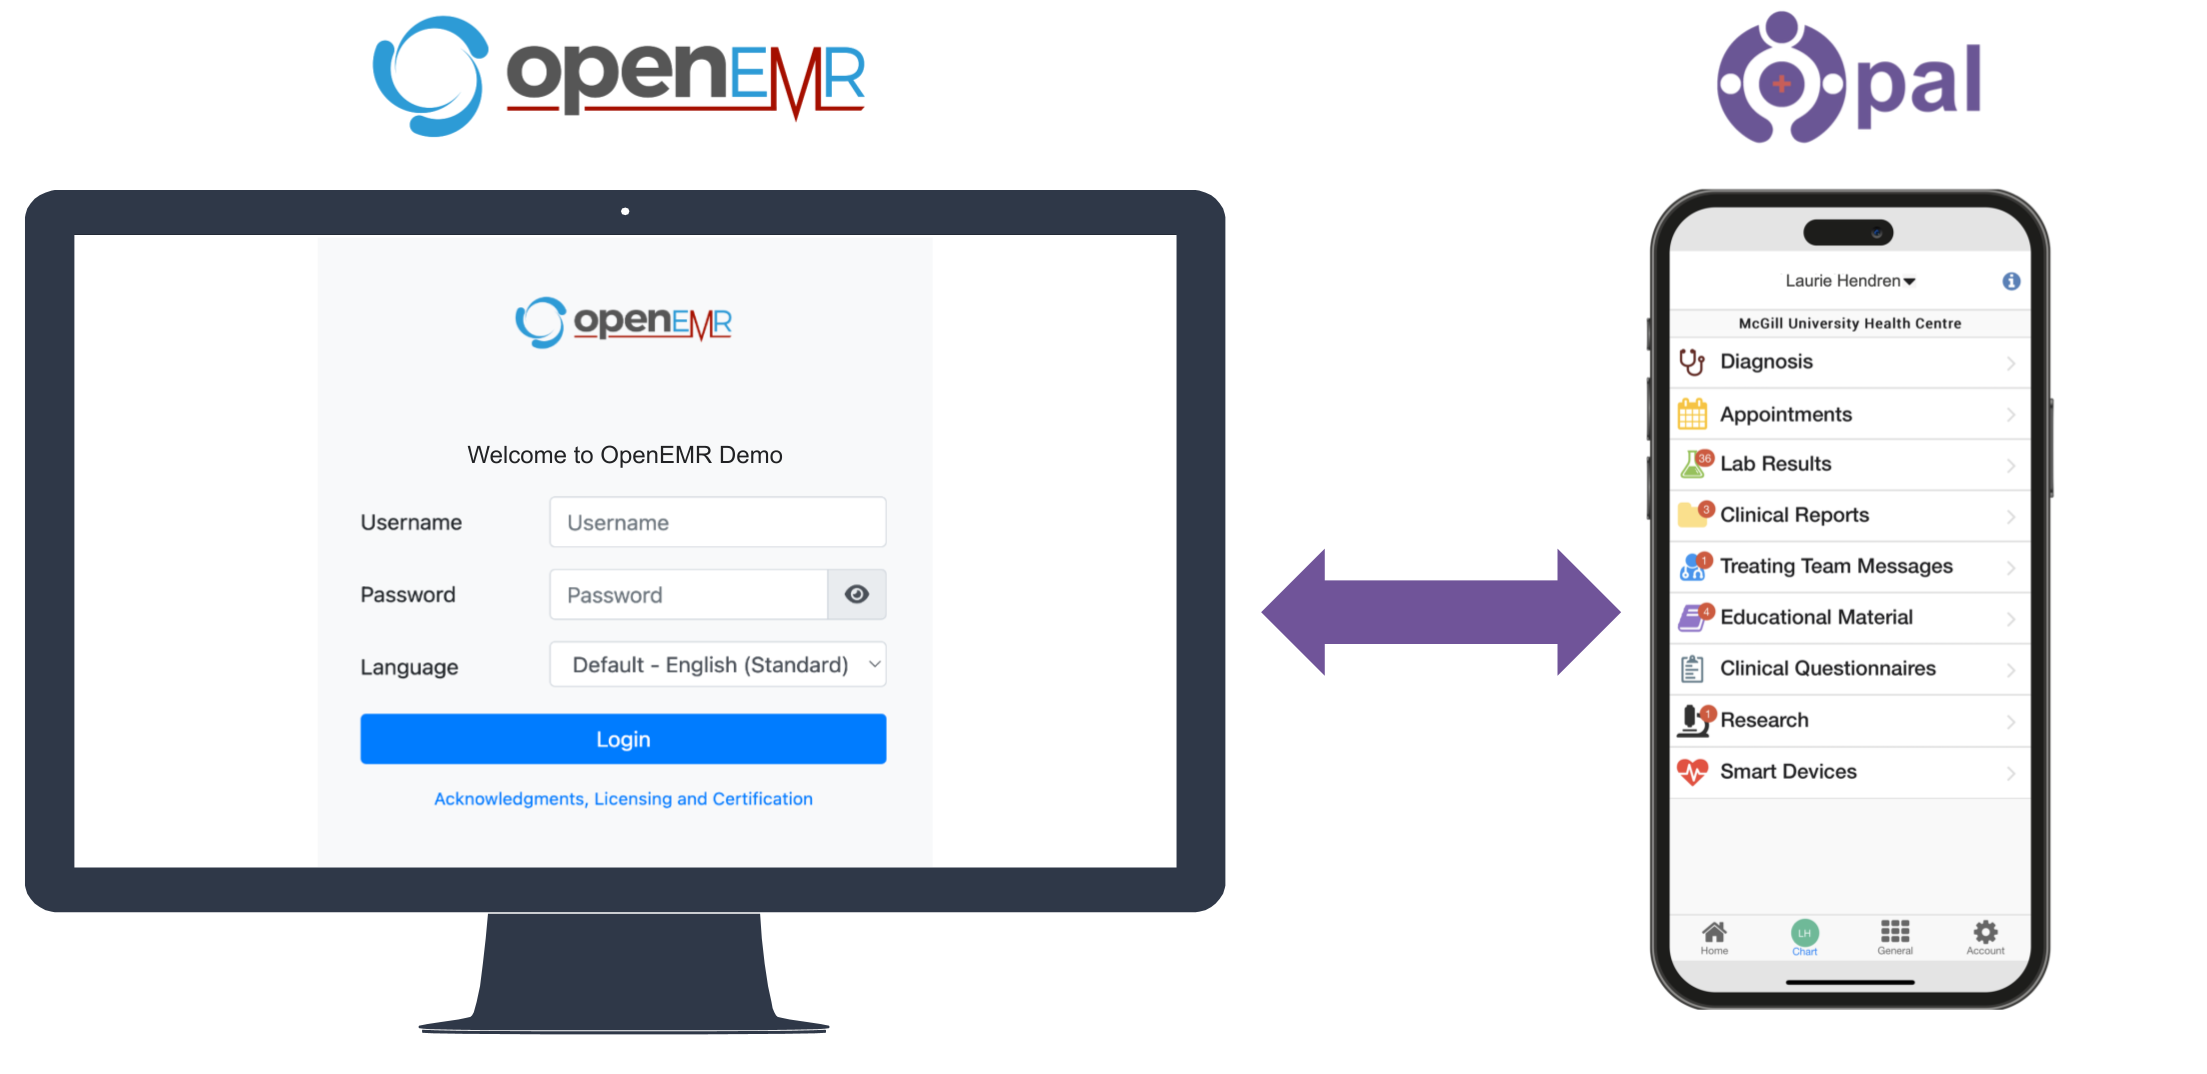 openEMR
opal
openEMR
Welcome to OpenEMR Demo
Username
Username
Password
Password
Language
Default - English (Standard)
Login
Acknowledgments, Licensing and Certification
Laurie Hendren
McGill University Health Centre
Diagnosis
Appointments
36
Lab Results
3
Clinical Reports
1
Treating Team Messages
4
Educational Material
Clinical Questionnaires
1
Research
Smart Devices
LH
Home
Chart
General
Account